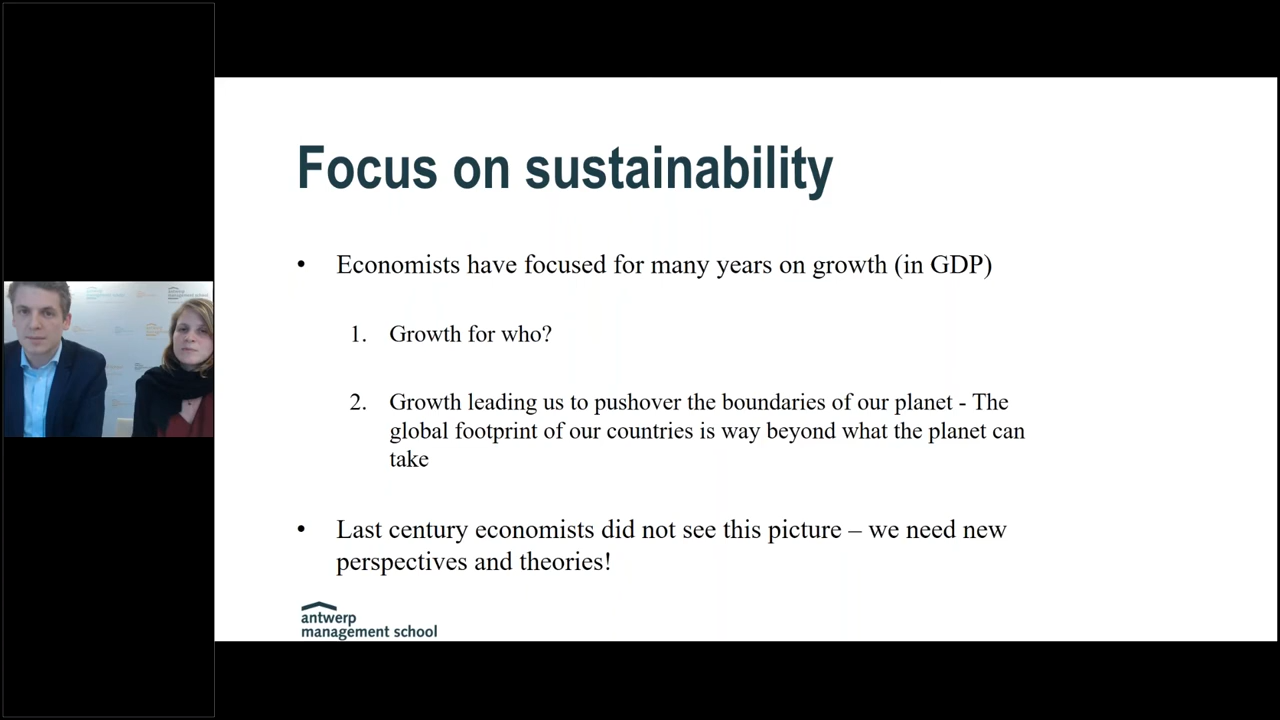 Focus on sustainability
• Economists have focused for many years on growth (in GDP)
1. Growth for who?
2. Growth leading us to pushover the boundaries of our planet - The
global footprint of our countries is way beyond what the planet can
take
• Last century economists did not see this picture – we need new
perspectives and theories!
antwerp
management school